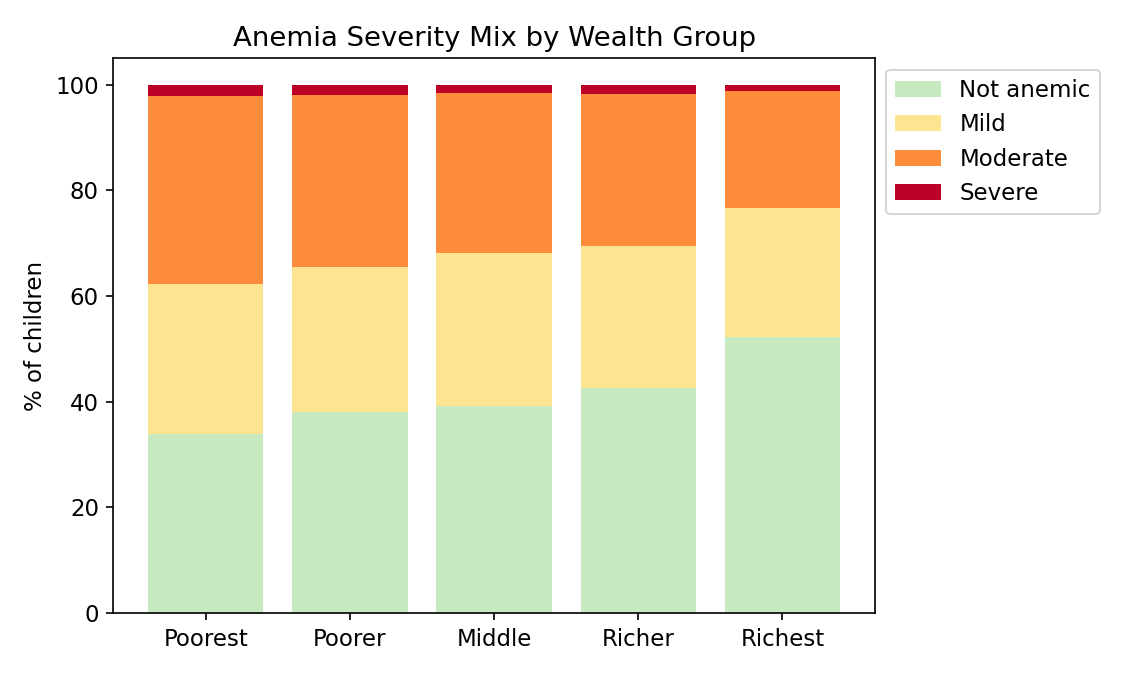 Anemia Severity Mix by Wealth Group
% of children
100
80
60
40
20
0
Poorest
Poorer
Middle
Richer
Richest
Not anemic
Mild
Moderate
Severe